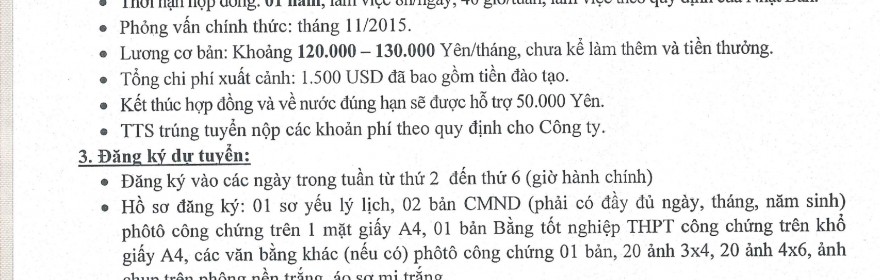 Thời hạn hợp đồng: 01 năm, làm việc 8h/ngày, 40 giờ/tuần, làm việc theo quy định của Nhật Bản.
• Phỏng vấn chính thức: tháng 11/2015.
• Lương cơ bản: Khoảng 120.000 – 130.000 Yên/tháng, chưa kể làm thêm và tiền thưởng.
• Tổng chi phí xuất cảnh: 1.500 USD đã bao gồm tiền đào tạo.
• Kết thúc hợp đồng và về nước đúng hạn sẽ được hỗ trợ 50.000 Yên.
• TTS trúng tuyển nộp các khoản phí theo quy định cho Công ty.
3. Đăng ký dự tuyển:
• Đăng ký vào các ngày trong tuần từ thứ 2 đến thứ 6 (giờ hành chính)
• Hồ sơ đăng ký: 01 sơ yếu lý lịch, 02 bản CMND (phải có đầy đủ ngày, tháng, năm sinh)
phôtô công chứng trên 1 mặt giấy A4, 01 bản Bằng tốt nghiệp THPT công chứng trên khổ
giấy A4, các văn bằng khác (nếu có) phôtô công chứng 01 bản, 20 ảnh 3x4, 20 ảnh 4x6, ảnh
chụp trên phông nền trắng, áo sơ mi trắng